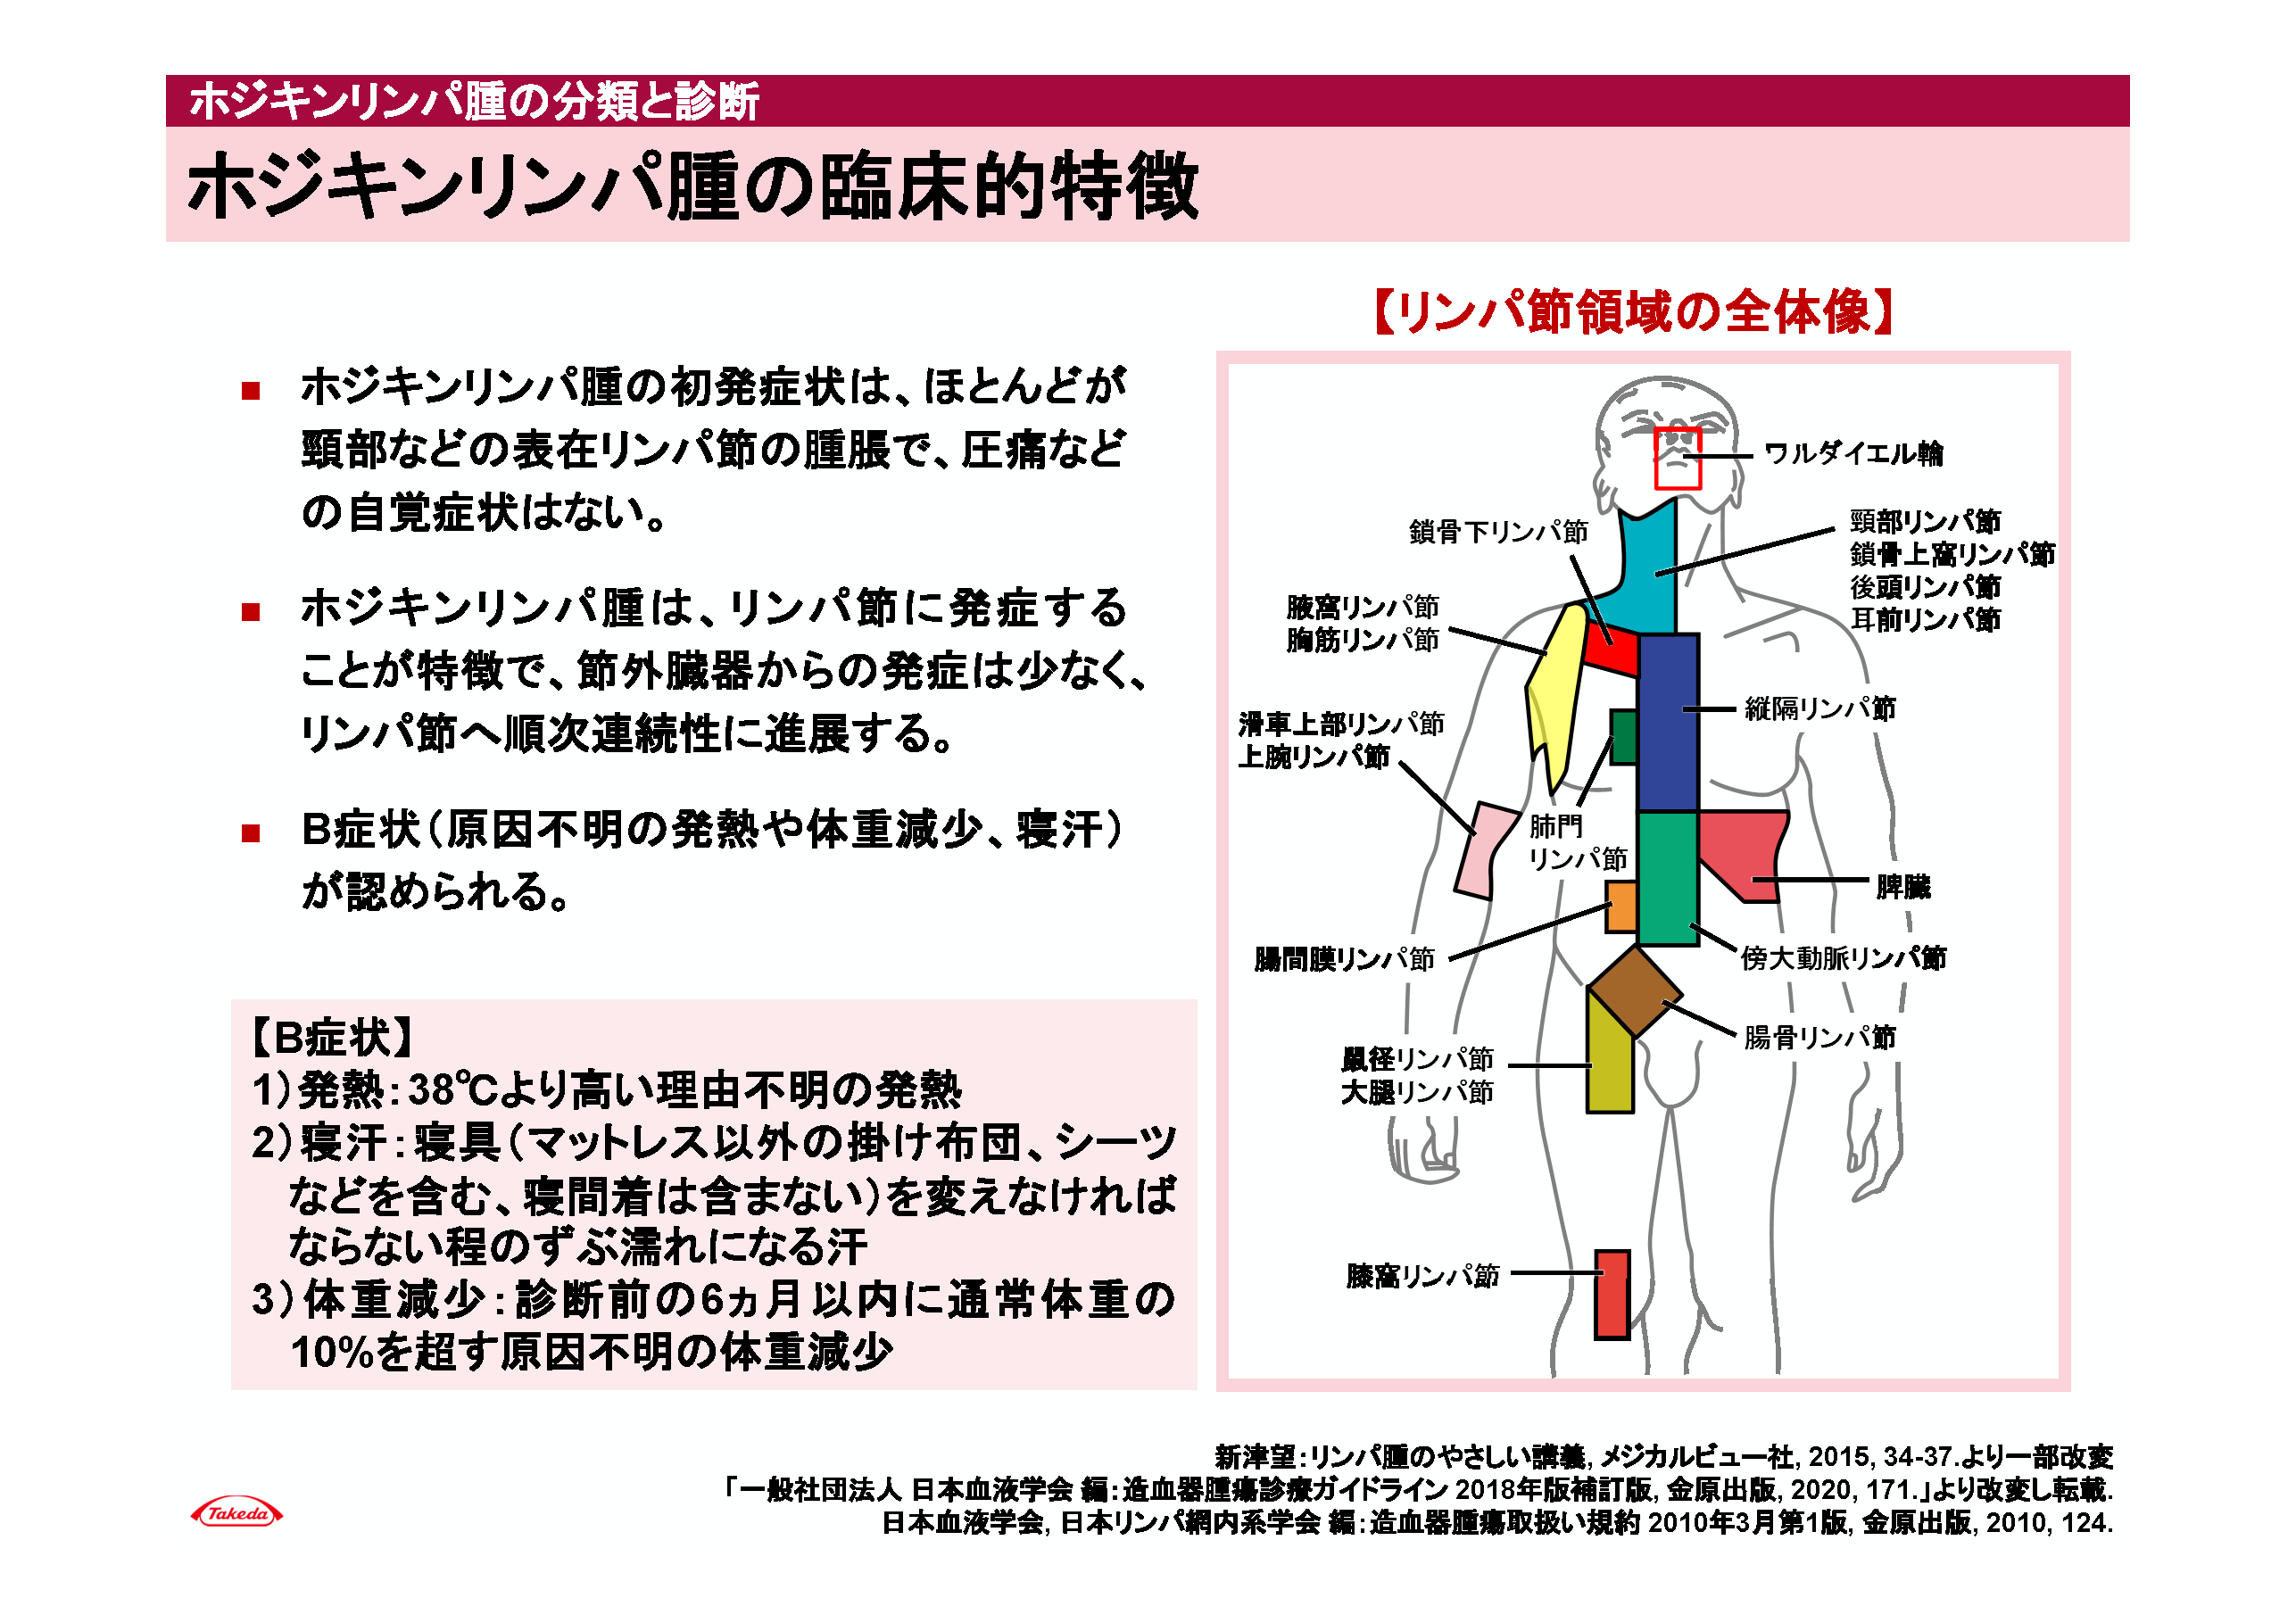 ホジキンリンパ腫の分類と診断
ホジキンリンパ腫の臨床的特徴
■ ホジキンリンパ腫の初発症状は、ほとんどが
頸部などの表在リンパ節の腫脹で、圧痛など
の自覚症状はない。
■ ホジキンリンパ腫は、リンパ節に発症する
ことが特徴で、節外臓器からの発症は少なく、
リンパ節へ順次連続性に進展する。
■ B症状（原因不明の発熱や体重減少、寝汗）
が認められる。
【B症状】
1）発熱：38℃より高い理由不明の発熱
2）寝汗：寝具（マットレス以外の掛け布団、シーツ
などを含む、寝間着は含まない）を変えなければ
ならない程のずぶ濡れになる汗
3）体重減少：診断前の6ヵ月以内に通常体重の
10%を超す原因不明の体重減少
【リンパ節領域の全体像】
ワルダイエル輪
鎖骨下リンパ節
頸部リンパ節
鎖骨上窩リンパ節
後頭リンパ節
耳前リンパ節
腋窩リンパ節
胸筋リンパ節
縦隔リンパ節
滑車上部リンパ節
上腕リンパ節
肺門
リンパ節
脾臓
腸間膜リンパ節
傍大動脈リンパ節
腸骨リンパ節
鼠径リンパ節
大腿リンパ節
膝窩リンパ節
新津望：リンパ腫のやさしい講義, メジカルビュー社, 2015, 34-37.より一部改変
「一般社団法人 日本血液学会 編：造血器腫瘍診療ガイドライン 2018年版補訂版, 金原出版, 2020, 171.」より改変し転載.
日本血液学会, 日本リンパ網内系学会 編：造血器腫瘍取扱い規約 2010年3月第1版, 金原出版, 2010, 124.
Takeda